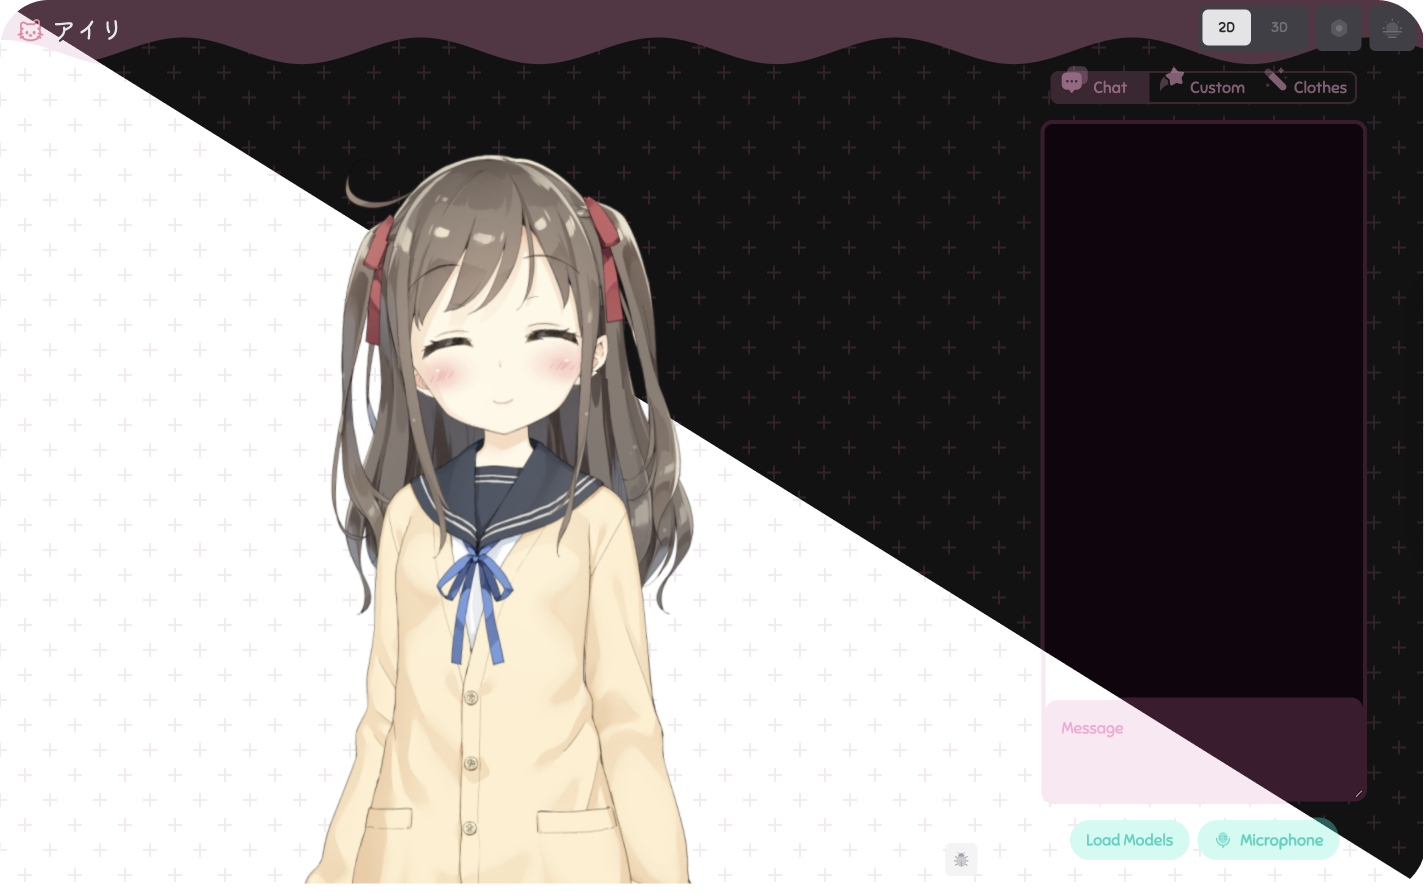 アイリ
2D 3D
Chat Custom Clothes
Message
Load Models Microphone